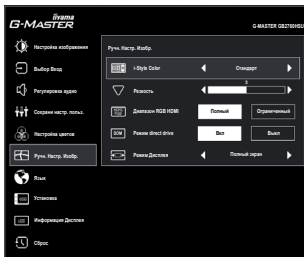 iiyama
G-MASTER
G-MASTER GB2760HSU
Настройка изображения
Ручн. Настр. Изобр.
i-Style Color
Стандарт
Выбор Вход
3
Регулировка аудио
Резкость
Сохрани настр. польз.
Диапазон RGB HDMI
Полный
Ограниченный
Настройка цветов
DDM
Режим direct drive
Вкл
Выкл
Ручн. Настр. Изобр.
Режим Дисплея
Полный экран
Язык
Установка
Информация Дисплея
Сброс